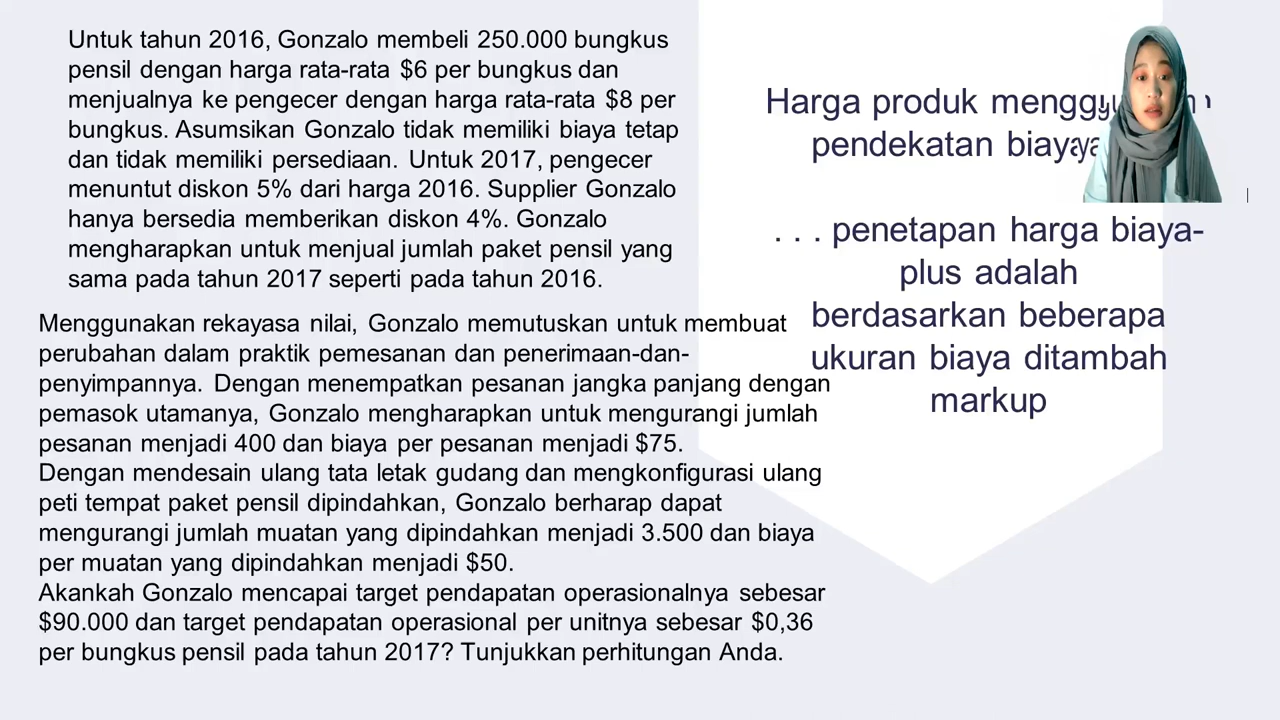 Untuk tahun 2016, Gonzalo membeli 250.000 bungkus
pensil dengan harga rata-rata $6 per bungkus dan
menjualnya ke pengecer dengan harga rata-rata $8 per
bungkus. Asumsikan Gonzalo tidak memiliki biaya tetap
dan tidak memiliki persediaan. Untuk 2017, pengecer
menuntut diskon 5% dari harga 2016. Supplier Gonzalo
hanya bersedia memberikan diskon 4%. Gonzalo
mengharapkan untuk menjual jumlah paket pensil yang
sama pada tahun 2017 seperti pada tahun 2016.
Menggunakan rekayasa nilai, Gonzalo memutuskan untuk membuat
perubahan dalam praktik pemesanan dan penerimaan-dan-
penyimpannya. Dengan menempatkan pesanan jangka panjang dengan
pemasok utamanya, Gonzalo mengharapkan untuk mengurangi jumlah
pesanan menjadi 400 dan biaya per pesanan menjadi $75.
Dengan mendesain ulang tata letak gudang dan mengkonfigurasi ulang
peti tempat paket pensil dipindahkan, Gonzalo berharap dapat
mengurangi jumlah muatan yang dipindahkan menjadi 3.500 dan biaya
per muatan yang dipindahkan menjadi $50.
Akankah Gonzalo mencapai target pendapatan operasionalnya sebesar
$90.000 dan target pendapatan operasional per unitnya sebesar $0,36
per bungkus pensil pada tahun 2017? Tunjukkan perhitungan Anda.
Harga produk
pendekatan
. . . penetapan harga biaya-
plus adalah
berdasarkan beberapa
ukuran biaya ditambah
markup